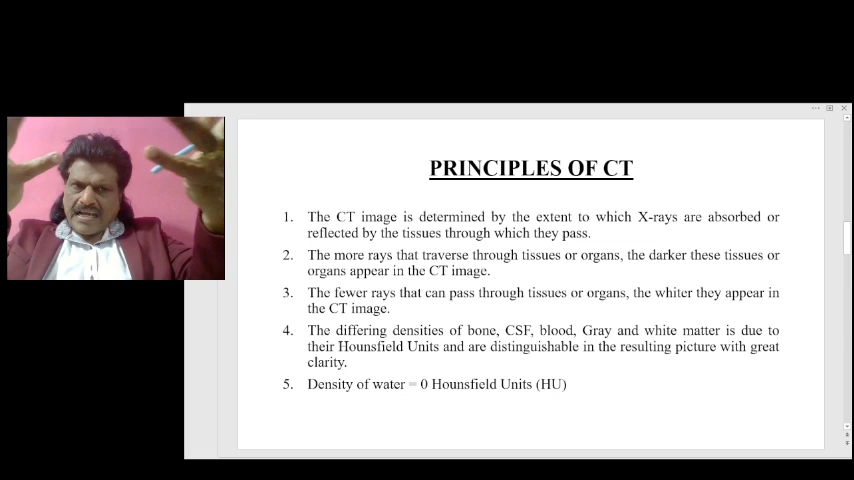 PRINCIPLES OF CT
1. The CT image is determined by the extent to which X-rays are absorbed or
reflected by the tissues through which they pass.
2. The more rays that traverse through tissues or organs, the darker these tissues or
organs appear in the CT image.
3. The fewer rays that can pass through tissues or organs, the whiter they appear in
the CT image.
4. The differing densities of bone, CSF, blood, Gray and white matter is due to
their Hounsfield Units and are distinguishable in the resulting picture with great
clarity.
5. Density of water = 0 Hounsfield Units (HU)